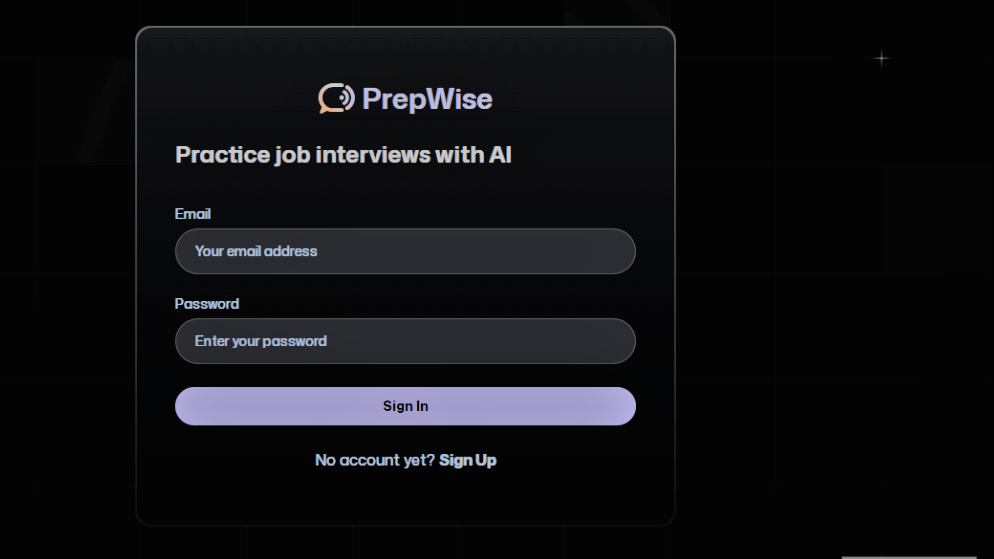 PrepWise
Practice job interviews with AI
Email
Your email address
Password
Enter your password
Sign In
No account yet? Sign Up